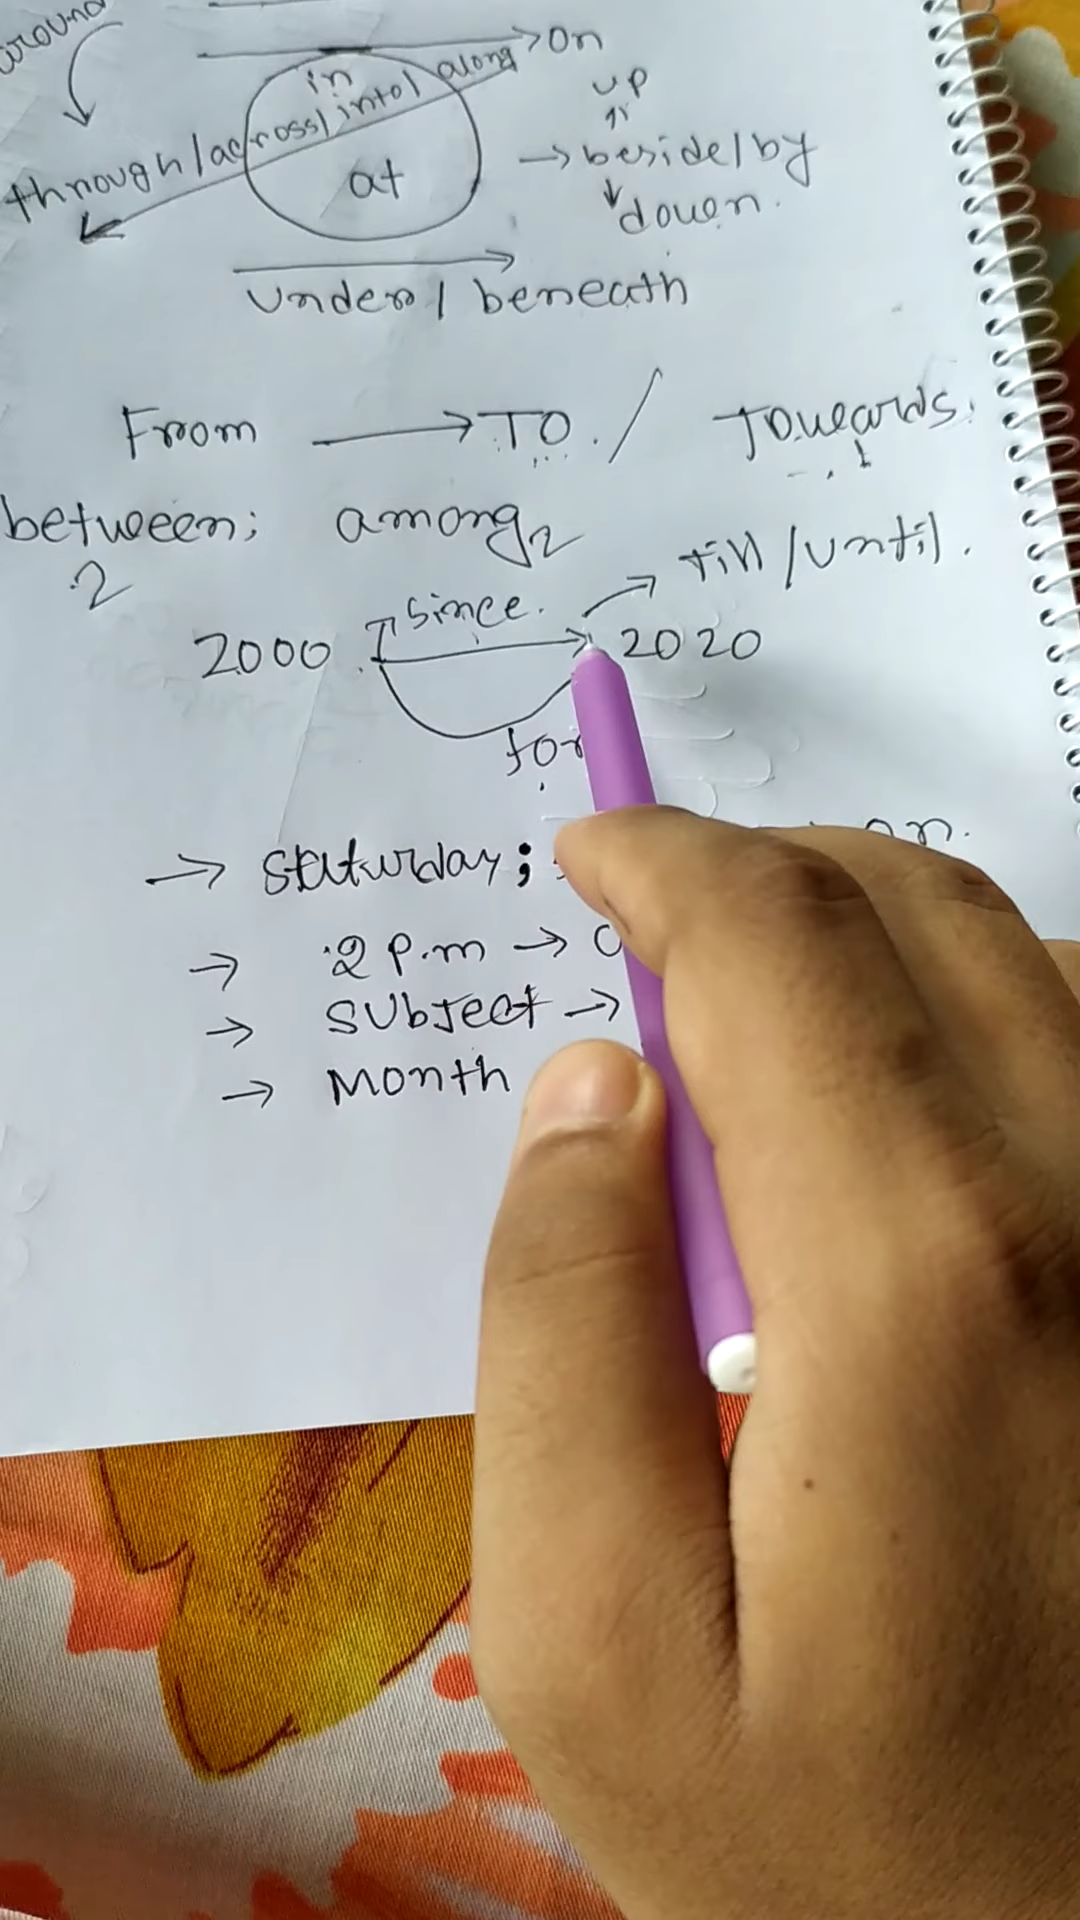 around
on
in
through/across/into/along
up
at
beside/by
down.
under/ beneath
From → TO. / Towards.
between; among
2 2
since. till/until.
2000 → 2020
for
→ Saturday;
→ 2 P.m →
→ Subject →
→ Month